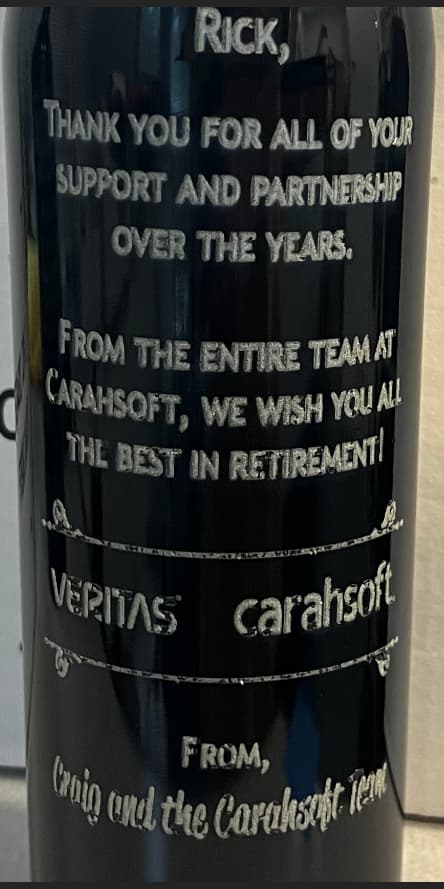 RICK,
THANK YOU FOR ALL OF YOUR
SUPPORT AND PARTNERSHIP
OVER THE YEARS.
FROM THE ENTIRE TEAM AT
CARAHSOFT, WE WISH YOU ALL
THE BEST IN RETIREMENT!
VERITAS carahsoft.
FROM,
Craig and the Carahsoft Team